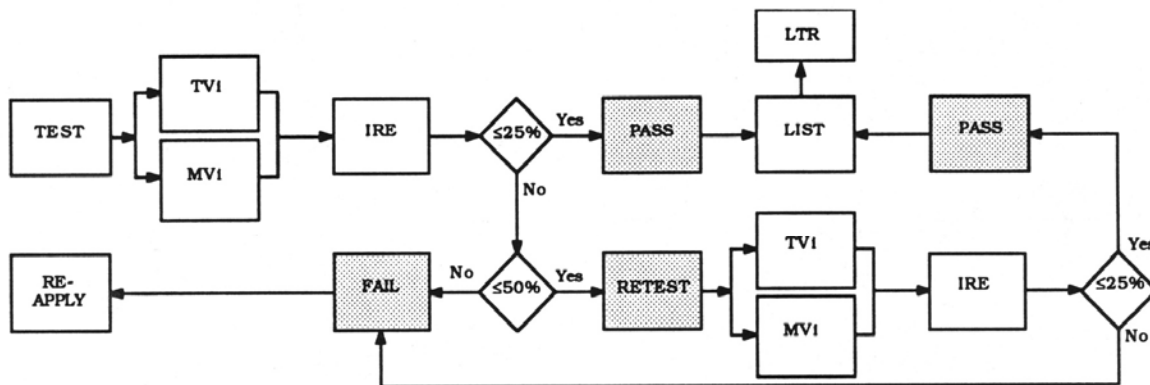 LTR
TVi
TEST
IRE
≤25%
Yes
PASS
LIST
PASS
MVi
No
TVi
Yes
RE-
APPLY
FAIL
No
≤50%
Yes
RETEST
IRE
≤25%
MVi
No